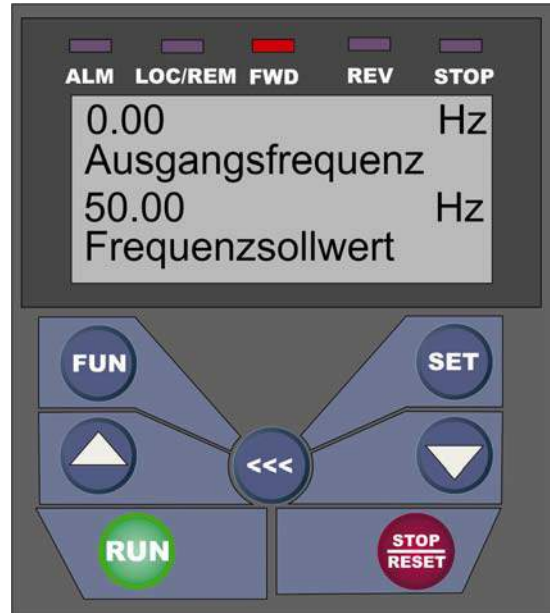 ALM LOC/REM FWD REV STOP
0.00 Hz
Ausgangsfrequenz
50.00 Hz
Frequenzsollwert
FUN SET
<<<
RUN STOP
RESET